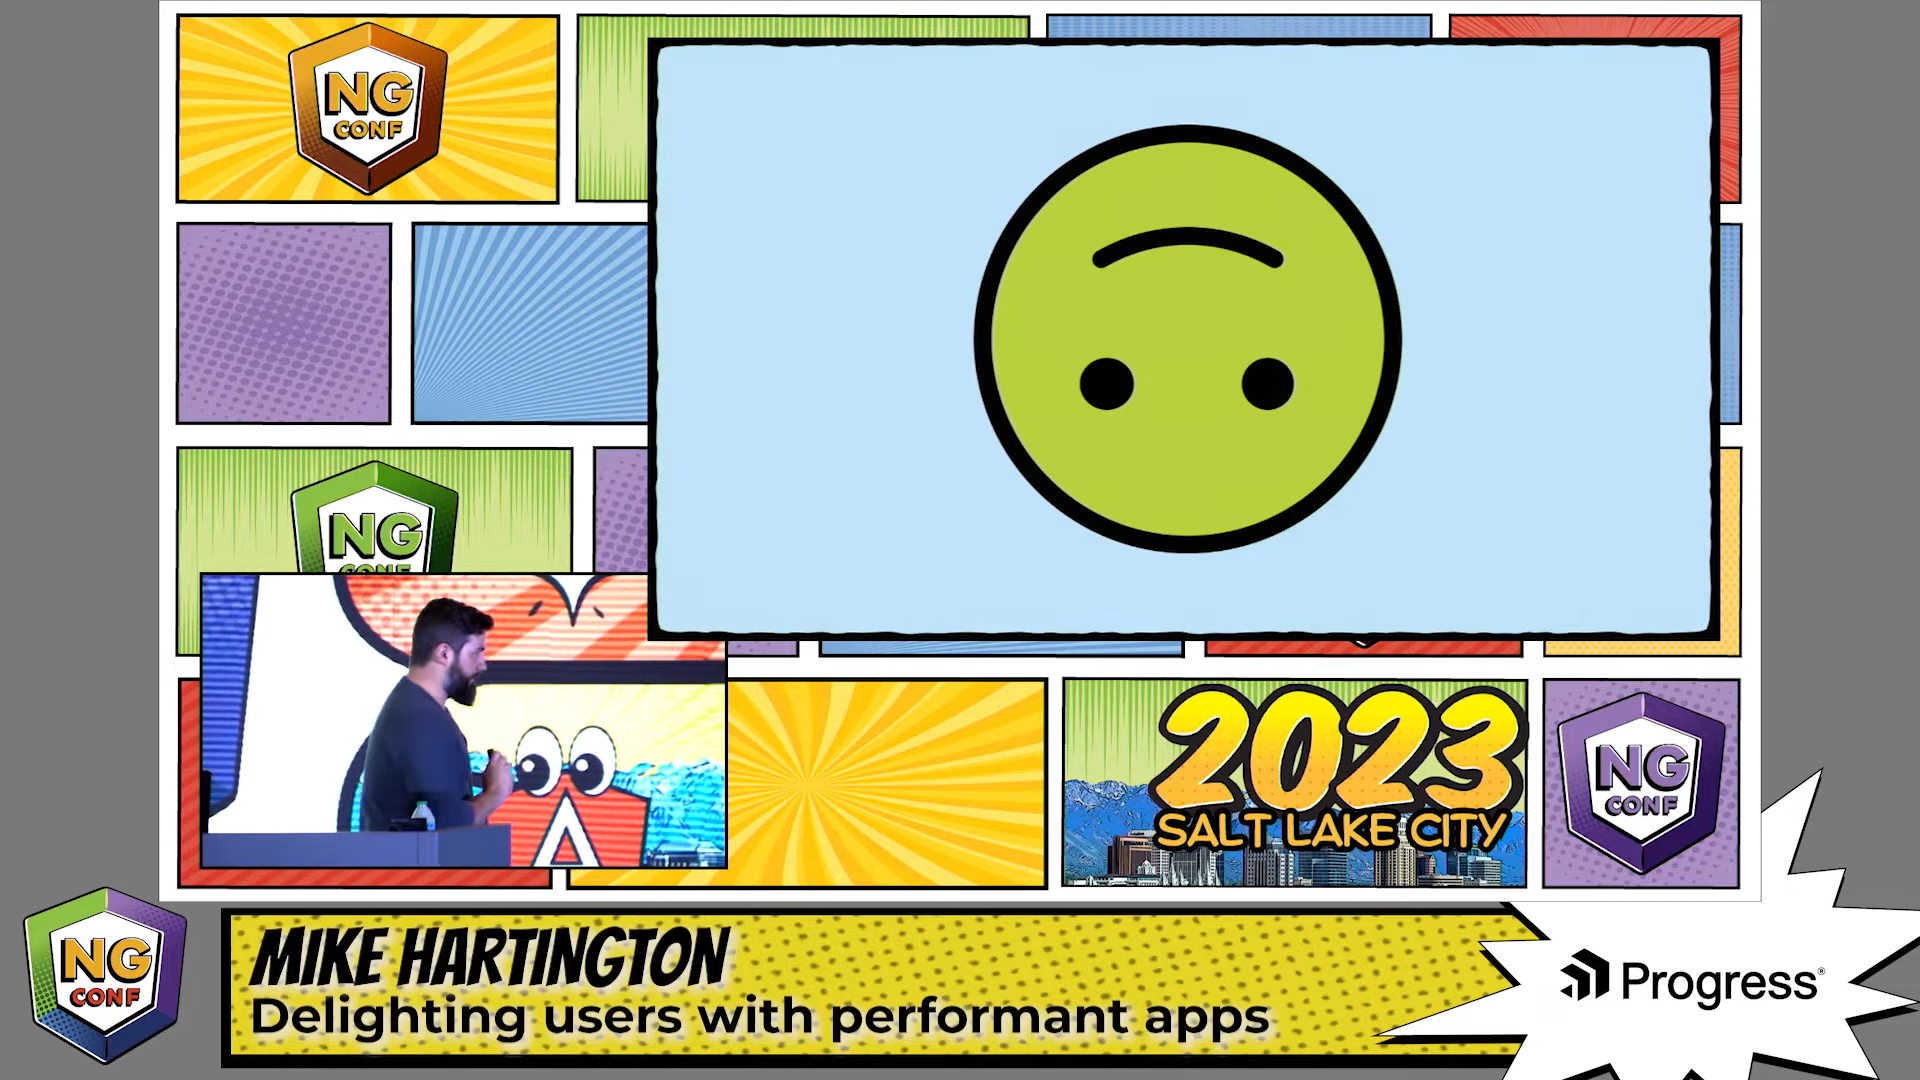 NG
CONF
NG
CONF
2023
SALT LAKE CITY
NG
CONF
NG
CONF
MIKE HARTINGTON
Delighting users with performant apps
Progress®